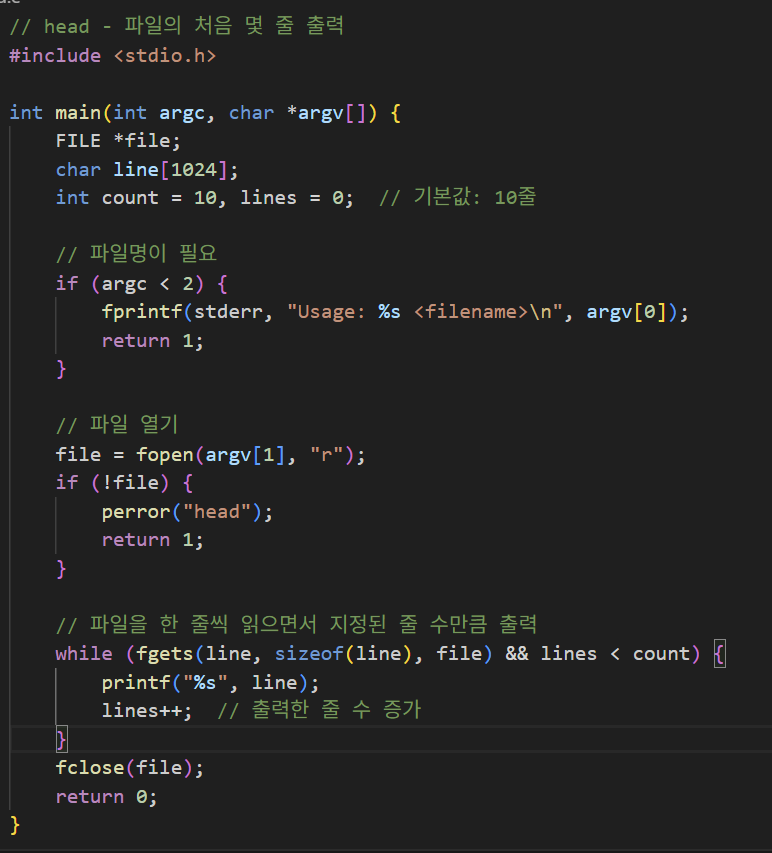 // head - 파일의 처음 몇 줄 출력
#include <stdio.h>
int main(int argc, char *argv[]) {
FILE *file;
char line[1024];
int count = 10, lines = 0;  // 기본값: 10줄
// 파일명이 필요
if (argc < 2) {
fprintf(stderr, "Usage: %s <filename>\n", argv[0]);
return 1;
}
// 파일 열기
file = fopen(argv[1], "r");
if (!file) {
perror("head");
return 1;
}
// 파일을 한 줄씩 읽으면서 지정된 줄 수만큼 출력
while (fgets(line, sizeof(line), file) && lines < count) {
printf("%s", line);
lines++;  // 출력한 줄 수 증가
}
fclose(file);
return 0;
}